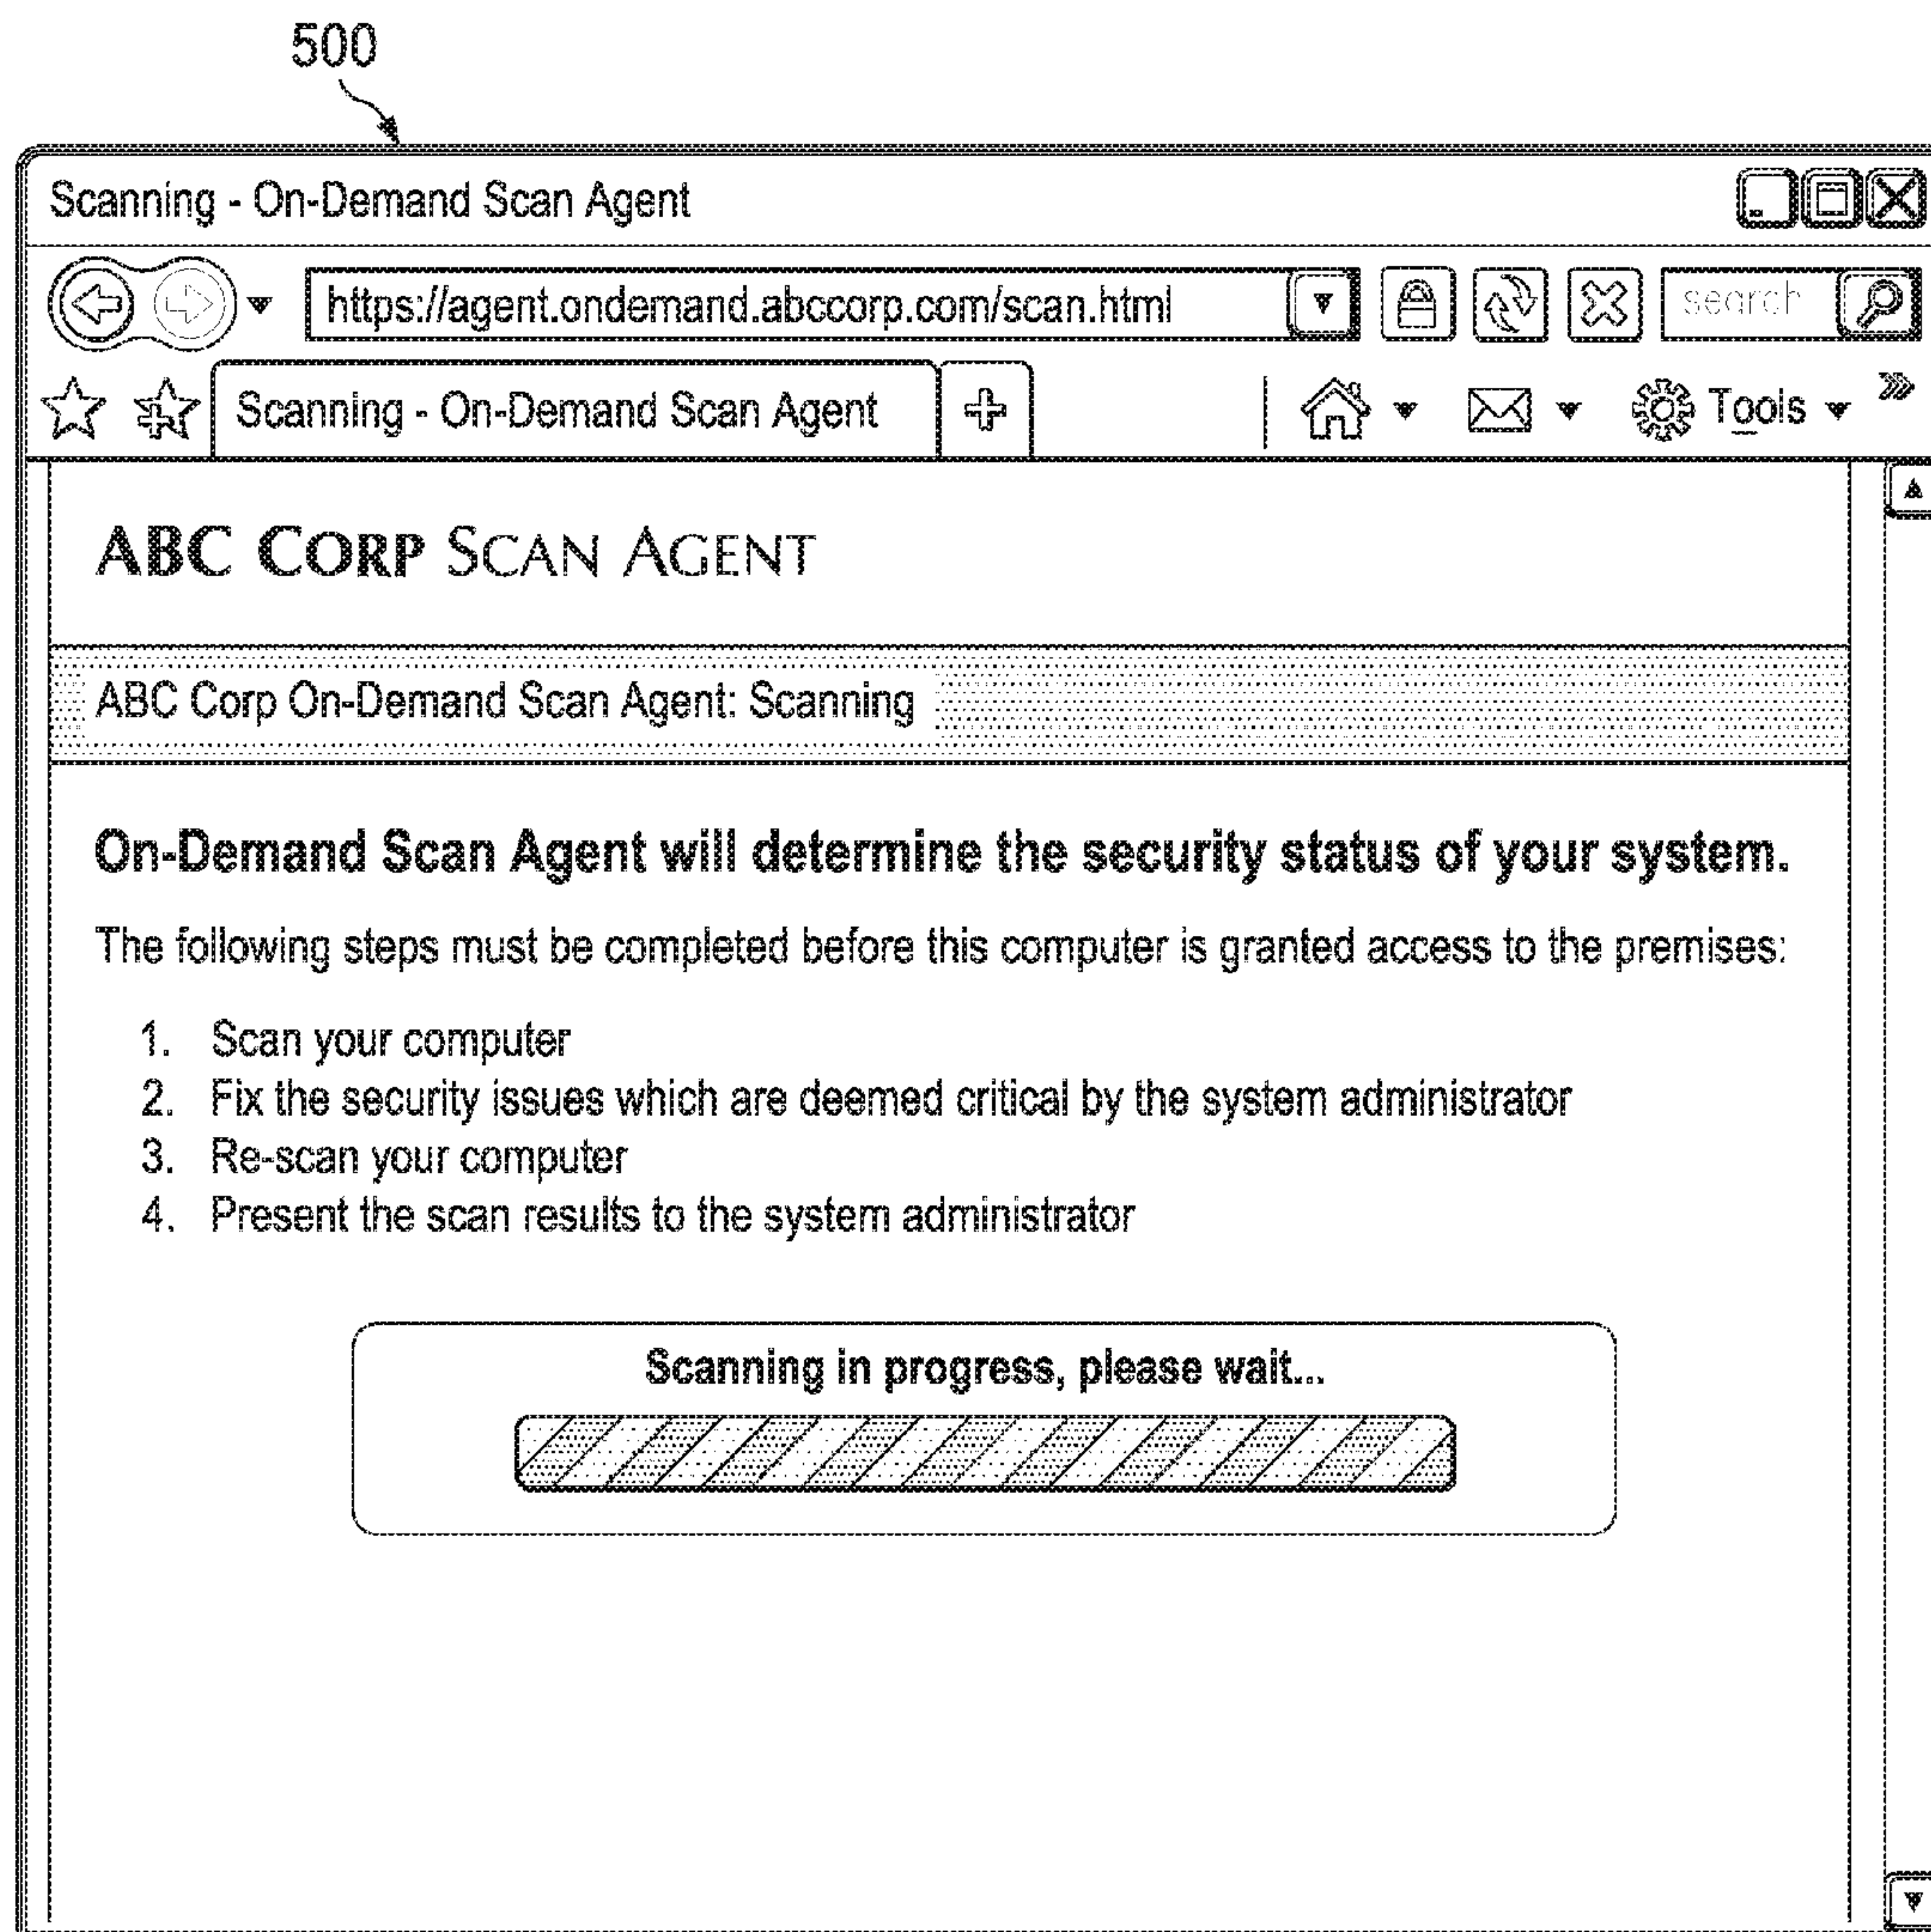 500
Scanning - On-Demand Scan Agent
https://agent.ondemand.abccorp.com/scan.html
search
Scanning - On-Demand Scan Agent
Tools
ABC CORP SCAN AGENT
ABC Corp On-Demand Scan Agent: Scanning
On-Demand Scan Agent will determine the security status of your system.
The following steps must be completed before this computer is granted access to the premises:
1. Scan your computer
2. Fix the security issues which are deemed critical by the system administrator
3. Re-scan your computer
4. Present the scan results to the system administrator
Scanning in progress, please wait...